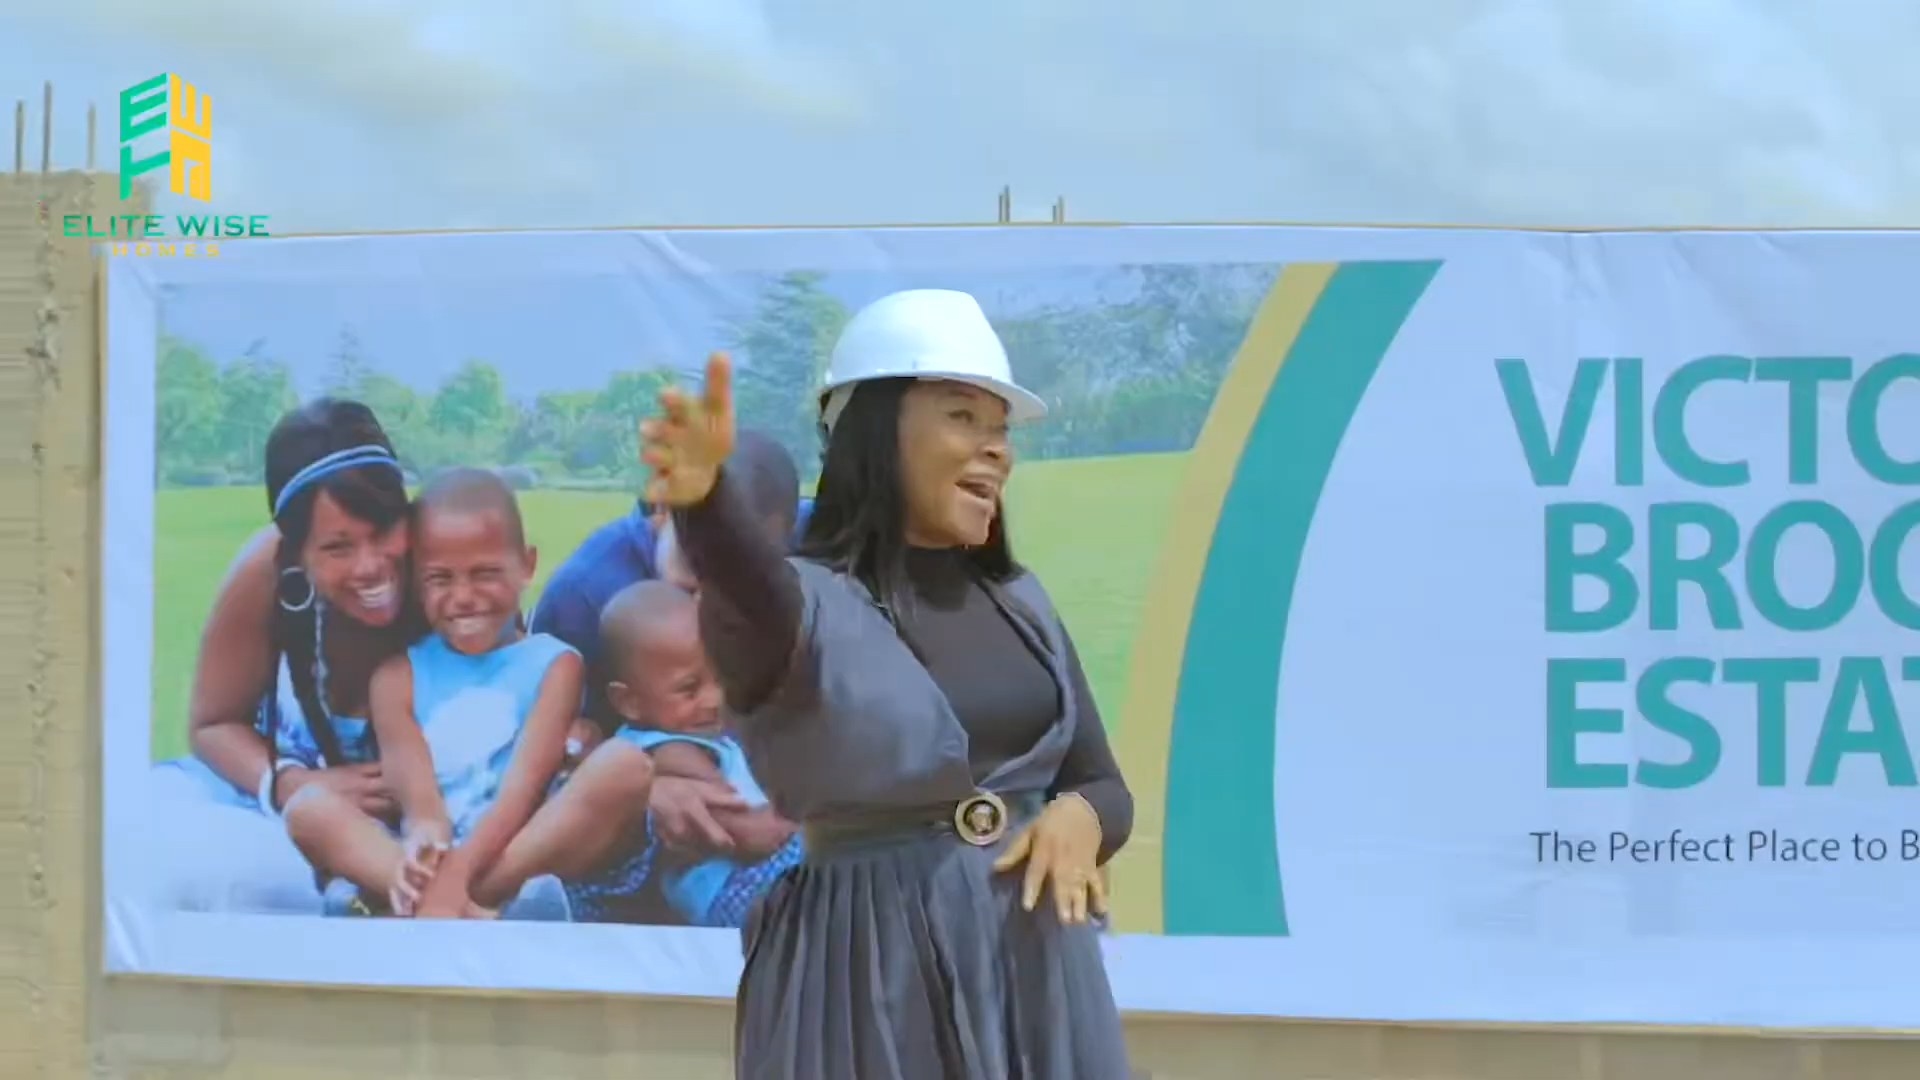 ELITE WISE
HOMES
VICTO
BROO
ESTAT
The Perfect Place to B